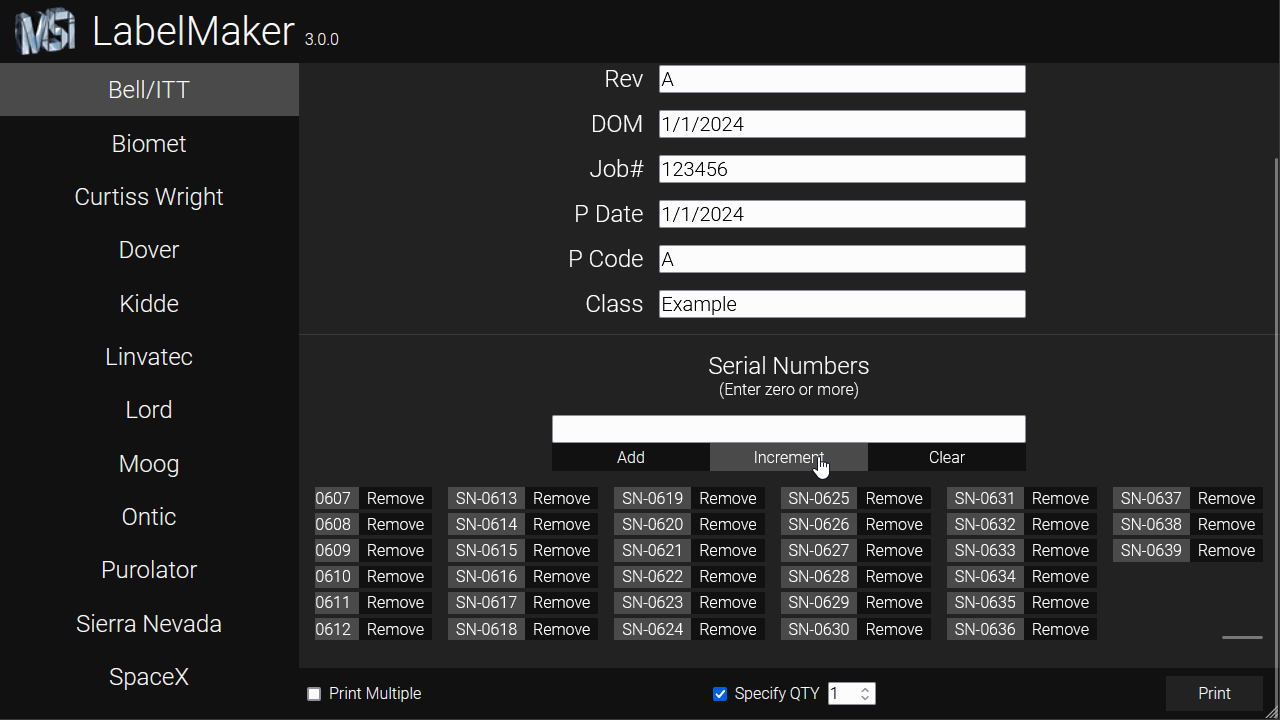 MSI LabelMaker 3.0.0
Bell/ITT
Biomet
Curtiss Wright
Dover
Kidde
Linvatec
Lord
Moog
Ontic
Purolator
Sierra Nevada
SpaceX
Rev A
DOM 1/1/2024
Job# 123456
P Date 1/1/2024
P Code A
Class Example
Serial Numbers
(Enter zero or more)
Add Increment Clear
0607 Remove SN-0613 Remove SN-0619 Remove SN-0625 Remove SN-0631 Remove SN-0637 Remove
0608 Remove SN-0614 Remove SN-0620 Remove SN-0626 Remove SN-0632 Remove SN-0638 Remove
0609 Remove SN-0615 Remove SN-0621 Remove SN-0627 Remove SN-0633 Remove SN-0639 Remove
0610 Remove SN-0616 Remove SN-0622 Remove SN-0628 Remove SN-0634 Remove
0611 Remove SN-0617 Remove SN-0623 Remove SN-0629 Remove SN-0635 Remove
0612 Remove SN-0618 Remove SN-0624 Remove SN-0630 Remove SN-0636 Remove
Print Multiple Specify QTY 1 Print